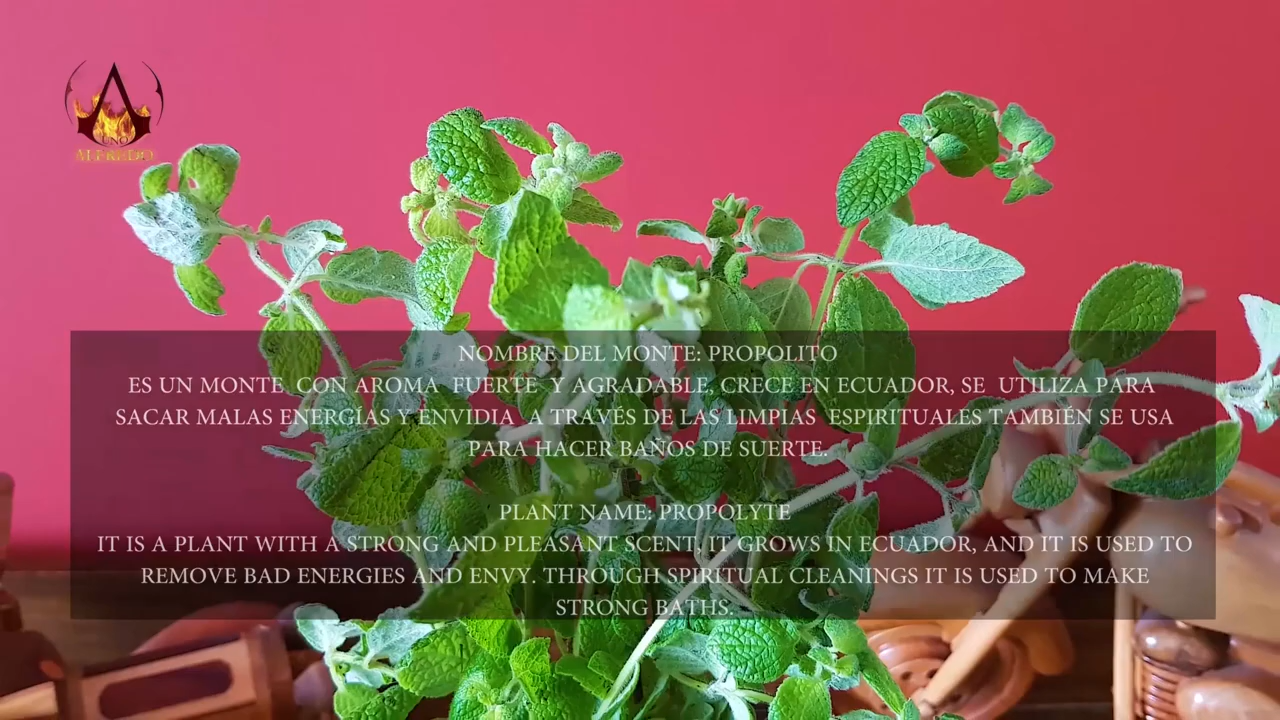 UNO
ALFREDO
NOMBRE DEL MONTE: PROPOLITO
ES UN MONTE CON AROMA FUERTE Y AGRADABLE, CRECE EN ECUADOR, SE UTILIZA PARA
SACAR MALAS ENERGÍAS Y ENVIDIA A TRAVÉS DE LAS LIMPIAS ESPIRITUALES TAMBIÉN SE USA
PARA HACER BAÑOS DE SUERTE.
PLANT NAME: PROPOLYTE
IT IS A PLANT WITH A STRONG AND PLEASANT SCENT, IT GROWS IN ECUADOR, AND IT IS USED TO
REMOVE BAD ENERGIES AND ENVY. THROUGH SPIRITUAL CLEANINGS IT IS USED TO MAKE
STRONG BATHS.